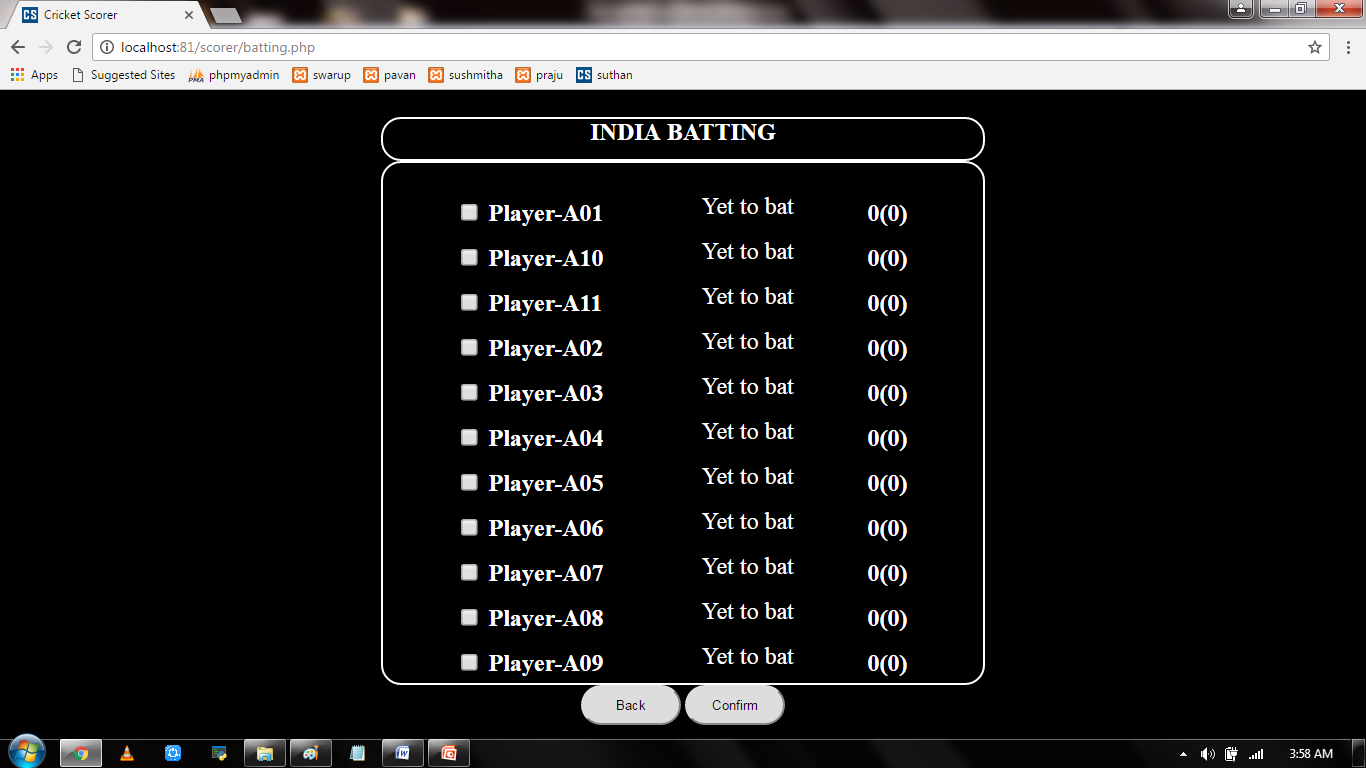 CS Cricket Scorer
localhost:81/scorer/batting.php
Apps Suggested Sites PMA phpmyadmin swarup pavan sushmitha praju CS suthan
INDIA BATTING
Player-A01 Yet to bat 0(0)
Player-A10 Yet to bat 0(0)
Player-A11 Yet to bat 0(0)
Player-A02 Yet to bat 0(0)
Player-A03 Yet to bat 0(0)
Player-A04 Yet to bat 0(0)
Player-A05 Yet to bat 0(0)
Player-A06 Yet to bat 0(0)
Player-A07 Yet to bat 0(0)
Player-A08 Yet to bat 0(0)
Player-A09 Yet to bat 0(0)
Back Confirm
3:58 AM